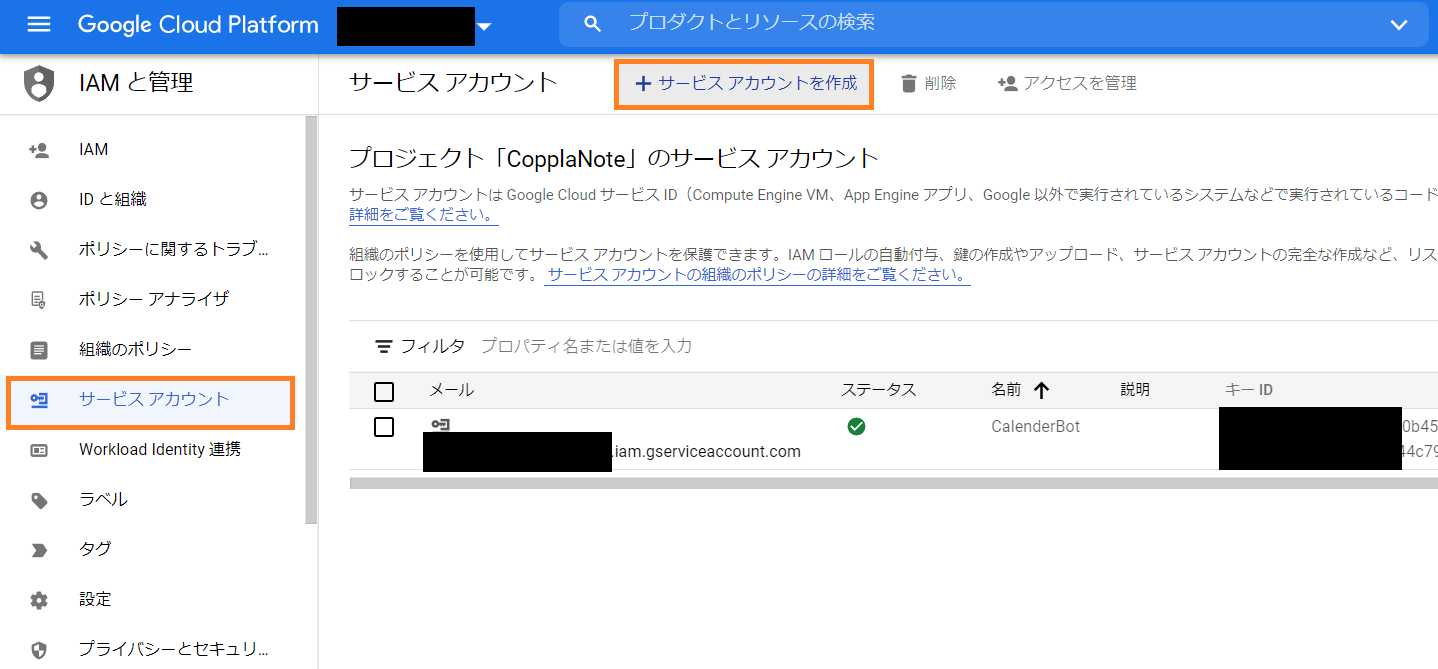 Google Cloud Platform
プロダクトとリソースの検索
IAM と管理
サービス アカウント
サービス アカウントを作成
削除
アクセスを管理
IAM
ID と組織
ポリシーに関するトラブ...
ポリシー アナライザ
組織のポリシー
サービス アカウント
Workload Identity 連携
ラベル
タグ
設定
プライバシーとセキュリ...
プロジェクト「CopplaNote」のサービス アカウント
サービス アカウントは Google Cloud サービス ID（Compute Engine VM、App Engine アプリ、Google 以外で実行されているシステムなどで実行されているコード
詳細をご覧ください。
組織のポリシーを使用してサービス アカウントを保護できます。IAM ロールの自動付与、鍵の作成やアップロード、サービス アカウントの完全な作成など、リス
ロックすることが可能です。 サービス アカウントの組織のポリシーの詳細をご覧ください。
フィルタ プロパティ名または値を入力
メール ステータス 名前 説明 キー ID
CalenderBot 0b45
.iam.gserviceaccount.com 44c79